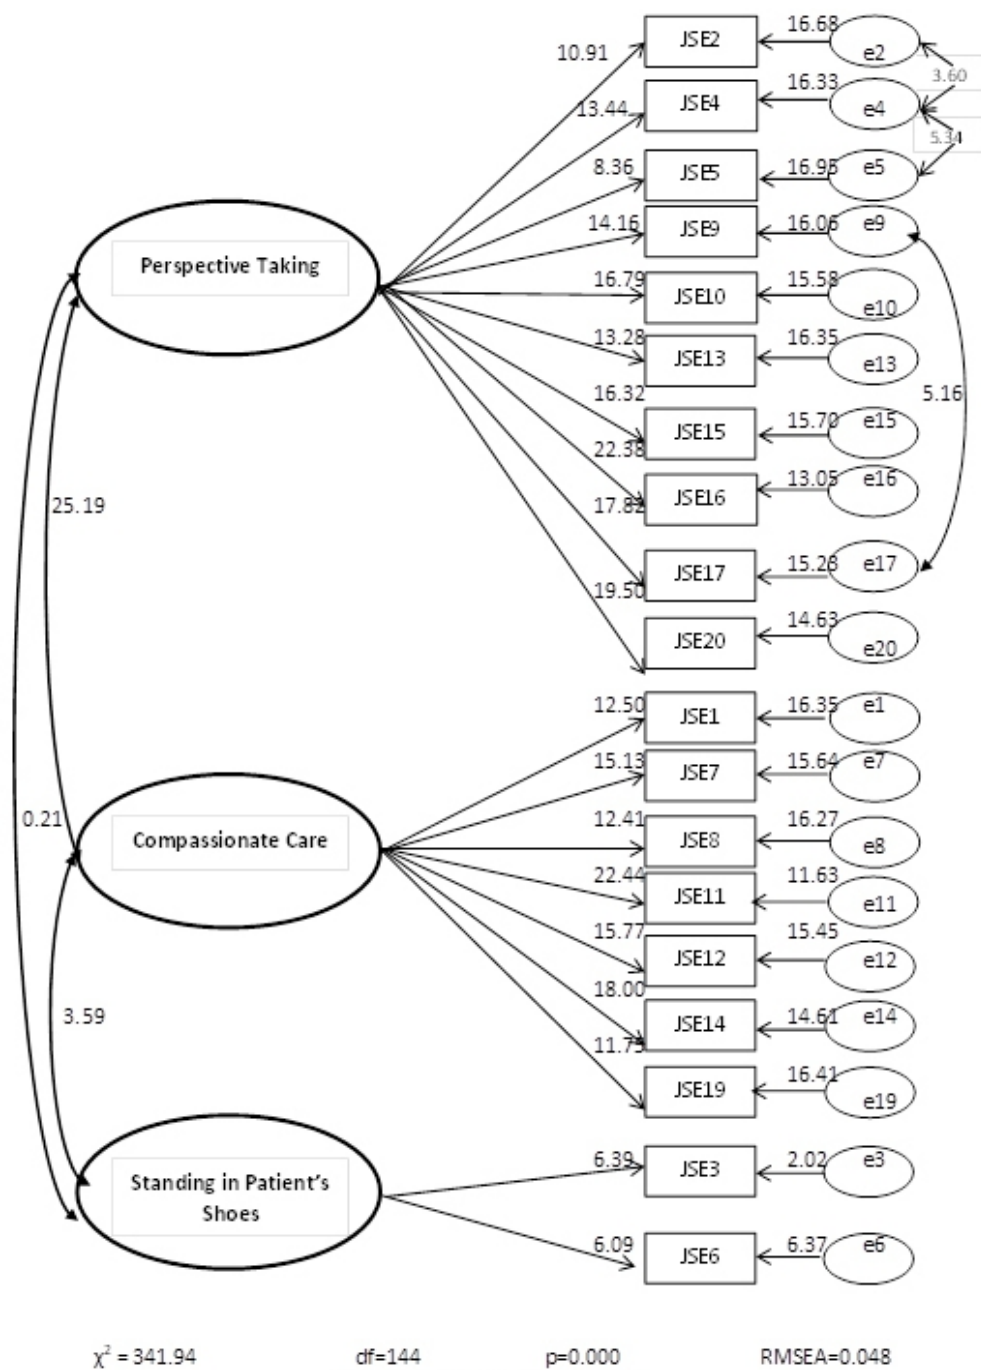 16.68
JSE2
e2
10.91
3.60
16.33
JSE4
e4
13.44
5.34
8.36
JSE5
16.95
e5
14.16
JSE9
16.06
e9
Perspective Taking
16.79
JSE10
15.58
e10
13.28
JSE13
16.35
e13
5.16
16.32
JSE15
15.70
e15
22.38
JSE16
13.05
e16
25.19
17.82
JSE17
15.23
e17
19.50
JSE20
14.63
e20
12.50
JSE1
16.35
e1
15.13
JSE7
15.64
e7
0.21
12.41
JSE8
16.27
e8
Compassionate Care
22.44
JSE11
11.63
e11
15.77
JSE12
15.45
e12
18.00
3.59
JSE14
14.61
e14
11.75
JSE19
16.41
e19
6.39
JSE3
2.02
e3
Standing in Patient's
Shoes
6.09
JSE6
6.37
e6
χ² = 341.94 df=144 p=0.000 RMSEA=0.048